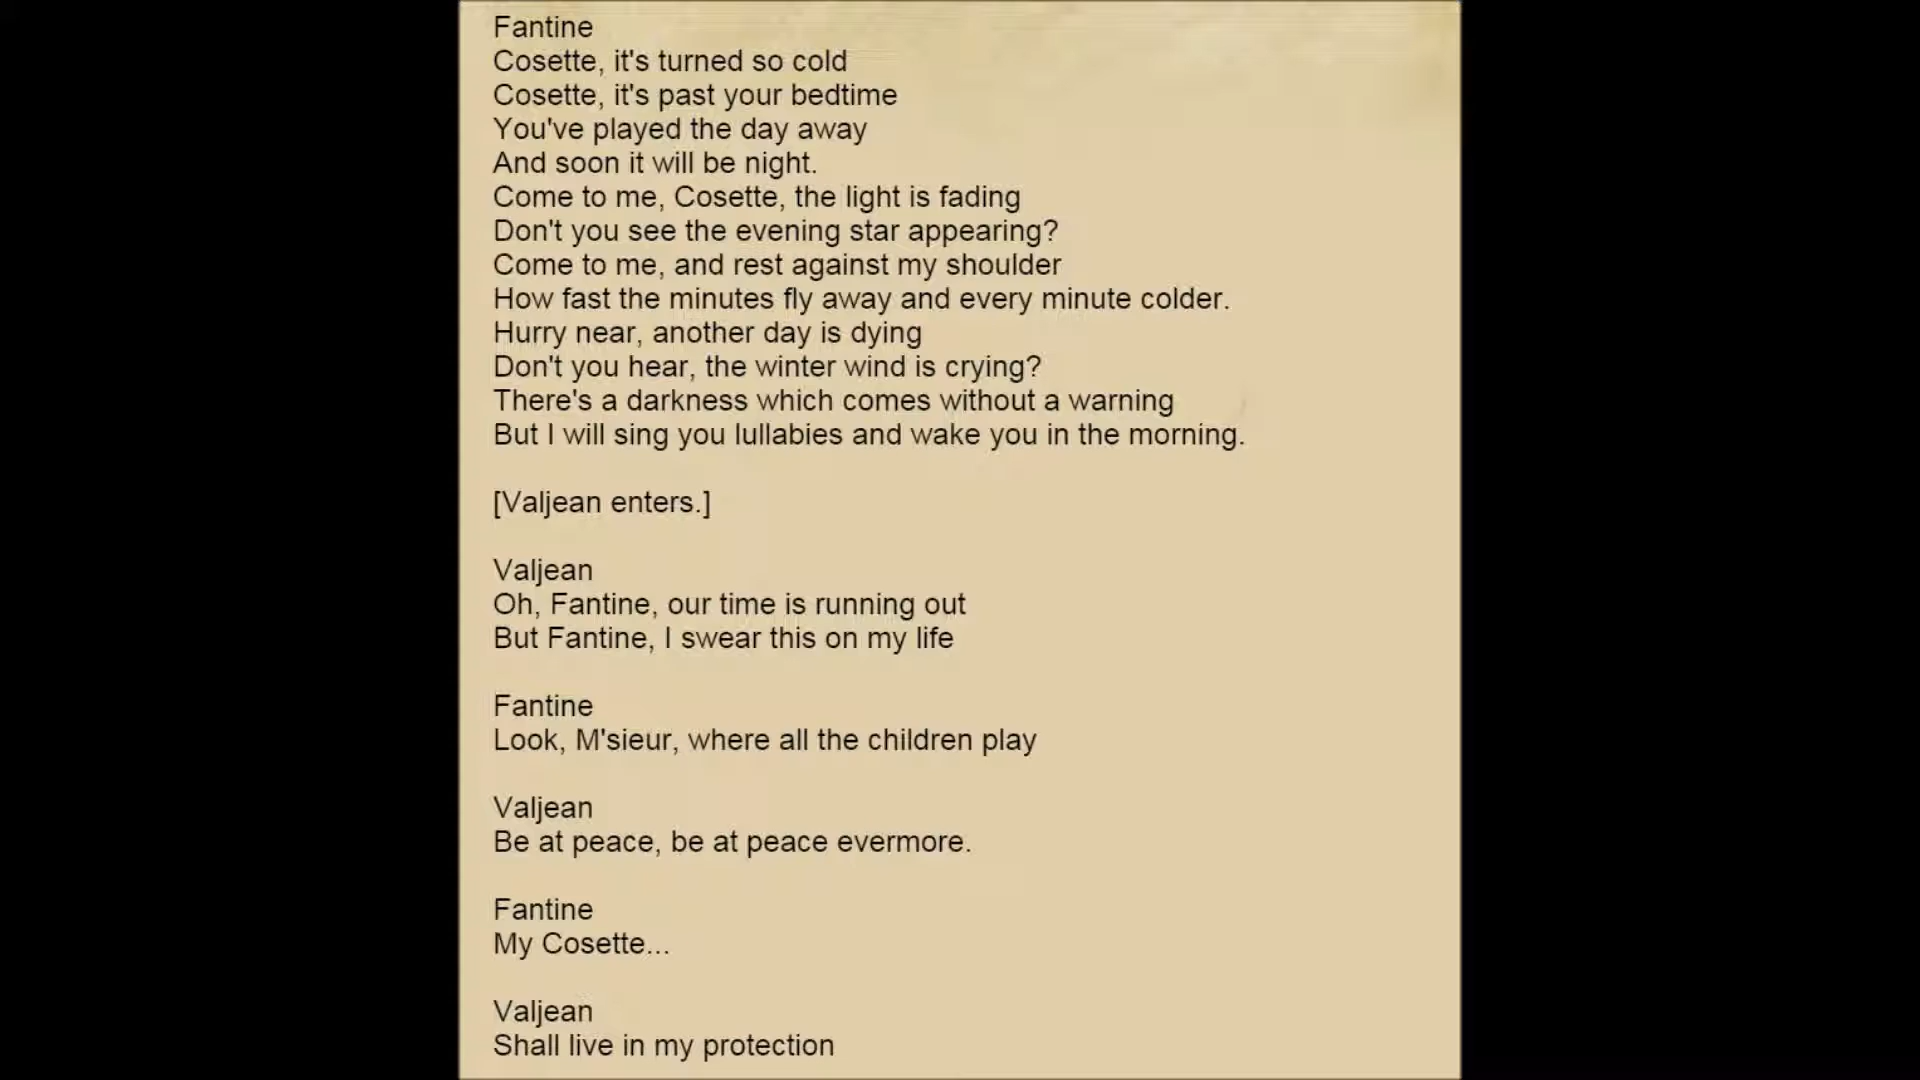 Fantine
Cosette, it's turned so cold
Cosette, it's past your bedtime
You've played the day away
And soon it will be night.
Come to me, Cosette, the light is fading
Don't you see the evening star appearing?
Come to me, and rest against my shoulder
How fast the minutes fly away and every minute colder.
Hurry near, another day is dying
Don't you hear, the winter wind is crying?
There's a darkness which comes without a warning
But I will sing you lullabies and wake you in the morning.
[Valjean enters.]
Valjean
Oh, Fantine, our time is running out
But Fantine, I swear this on my life
Fantine
Look, M'sieur, where all the children play
Valjean
Be at peace, be at peace evermore.
Fantine
My Cosette...
Valjean
Shall live in my protection